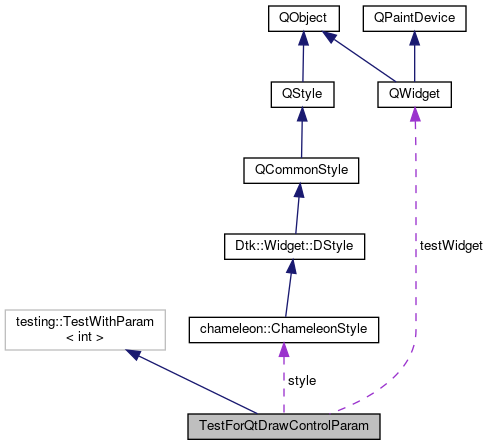 QObject
QPaintDevice
QStyle
QWidget
QCommonStyle
Dtk::Widget::DStyle
testWidget
testing::TestWithParam
< int >
chameleon::ChameleonStyle
style
TestForQtDrawControlParam